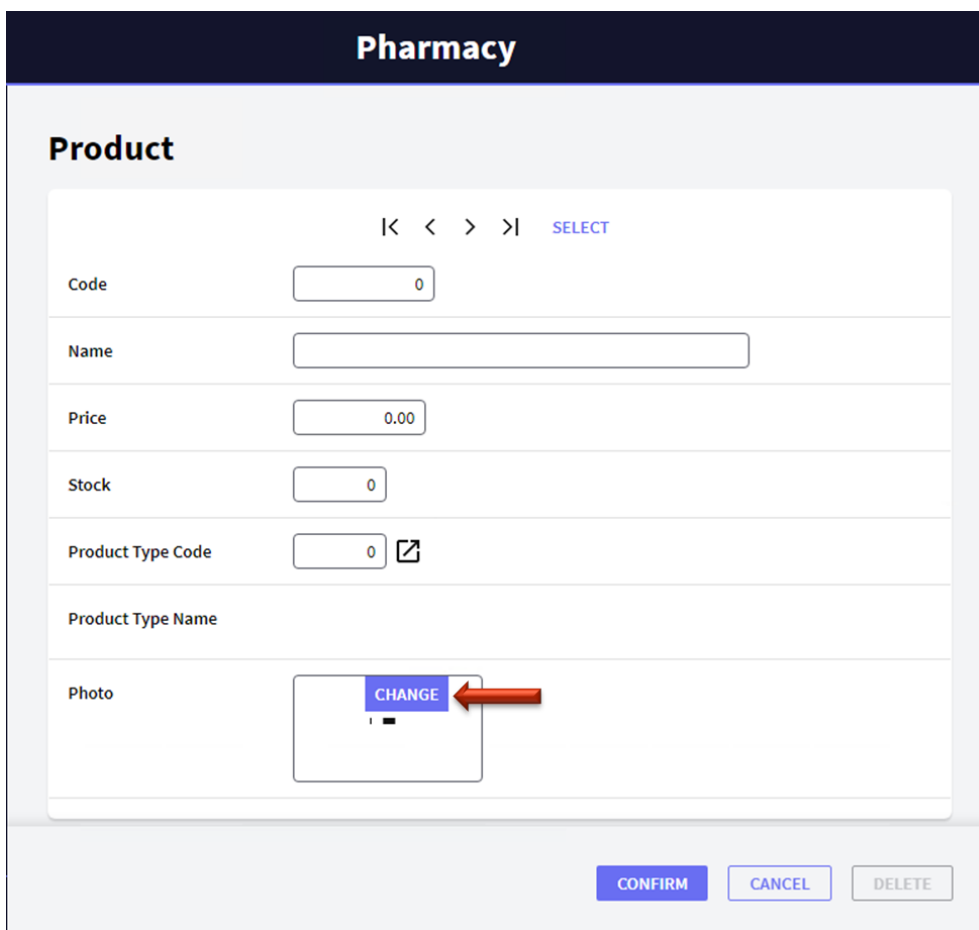 Pharmacy
Product
SELECT
Code 0
Name
Price 0.00
Stock 0
Product Type Code 0
Product Type Name
Photo CHANGE
CONFIRM CANCEL DELETE